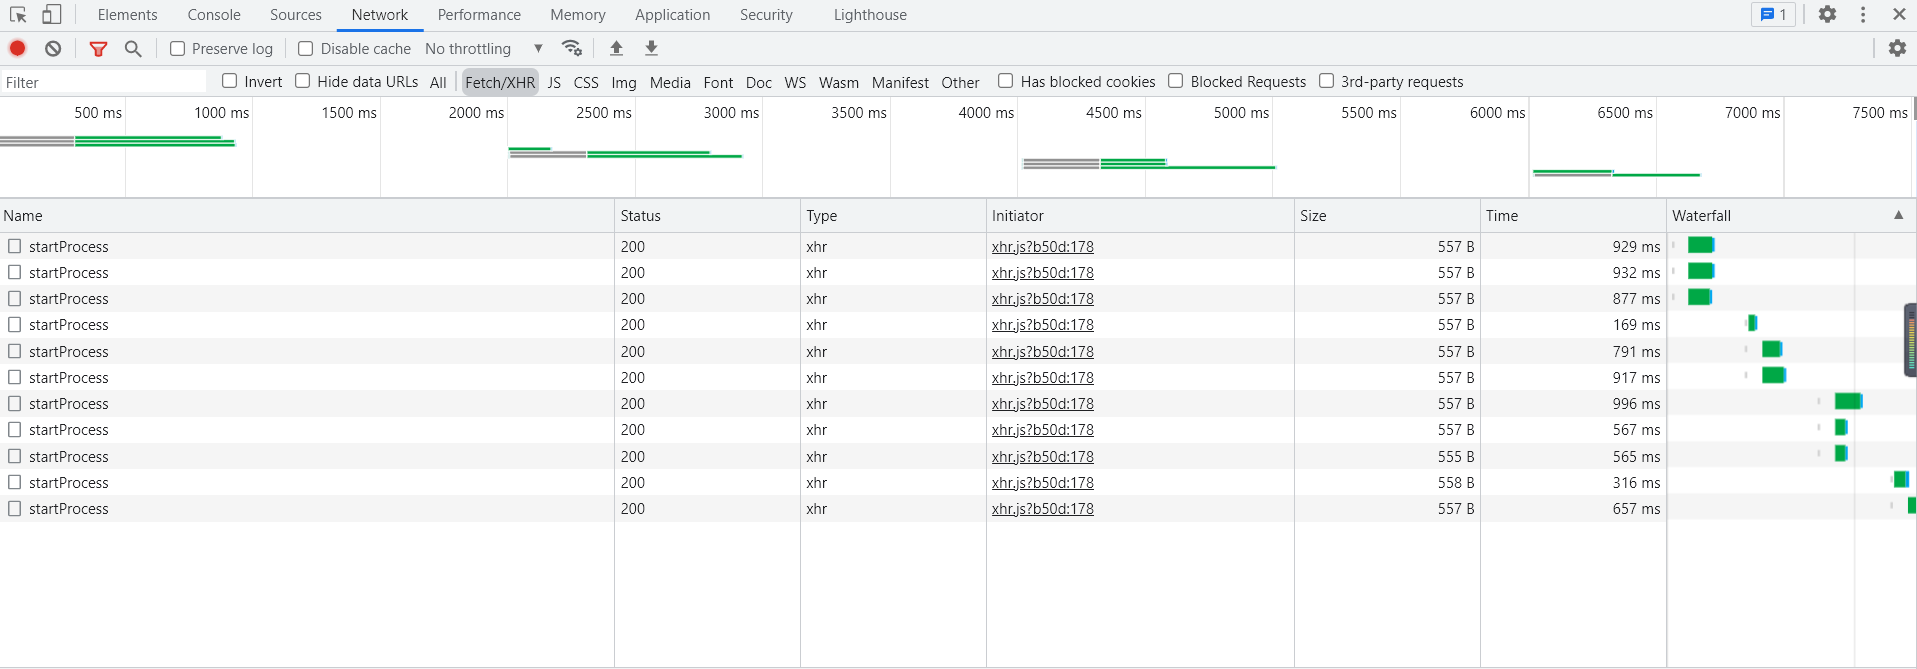 Elements Console Sources Network Performance Memory Application Security Lighthouse 1
Preserve log Disable cache No throttling
Filter Invert Hide data URLs All Fetch/XHR JS CSS Img Media Font Doc WS Wasm Manifest Other Has blocked cookies Blocked Requests 3rd-party requests
500 ms 1000 ms 1500 ms 2000 ms 2500 ms 3000 ms 3500 ms 4000 ms 4500 ms 5000 ms 5500 ms 6000 ms 6500 ms 7000 ms 7500 ms
Name Status Type Initiator Size Time Waterfall
startProcess 200 xhr xhr.js?b50d:178 557 B 929 ms
startProcess 200 xhr xhr.js?b50d:178 557 B 932 ms
startProcess 200 xhr xhr.js?b50d:178 557 B 877 ms
startProcess 200 xhr xhr.js?b50d:178 557 B 169 ms
startProcess 200 xhr xhr.js?b50d:178 557 B 791 ms
startProcess 200 xhr xhr.js?b50d:178 557 B 917 ms
startProcess 200 xhr xhr.js?b50d:178 557 B 996 ms
startProcess 200 xhr xhr.js?b50d:178 557 B 567 ms
startProcess 200 xhr xhr.js?b50d:178 555 B 565 ms
startProcess 200 xhr xhr.js?b50d:178 558 B 316 ms
startProcess 200 xhr xhr.js?b50d:178 557 B 657 ms